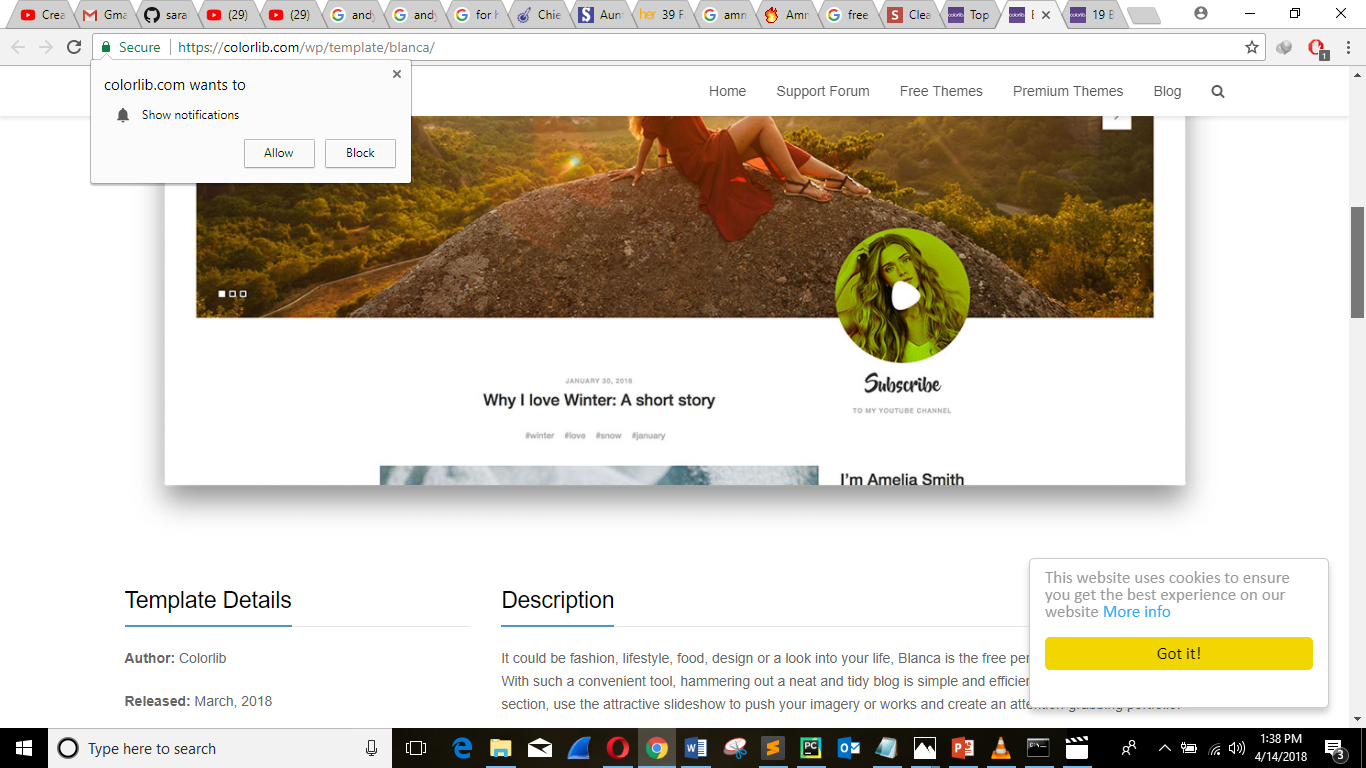 Crea
Gma
sara
(29)
(29)
andy
andy
for h
Chie
Aun
her 39 F
amn
Amr
free
Clea
Top
19 E
Secure
https://colorlib.com/wp/template/blanca/
1
colorlib.com wants to
Show notifications
Allow
Block
Home
Support Forum
Free Themes
Premium Themes
Blog
JANUARY 30, 2018
Why I love Winter: A short story
#winter #love #snow #january
Subscribe
TO MY YOUTUBE CHANNEL
I'm Amelia Smith
Template Details
Author: Colorlib
Released: March, 2018
Description
It could be fashion, lifestyle, food, design or a look into your life, Blanca is the free
With such a convenient tool, hammering out a neat and tidy blog is simple and
section, use the attractive slideshow to push your imagery or works and create an
This website uses cookies to ensure
you get the best experience on our
website More info
Got it!
Type here to search
1:38 PM
4/14/2018
3